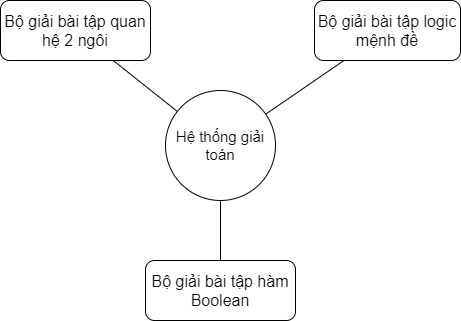 Bộ giải bài tập quan
hệ 2 ngôi
Bộ giải bài tập logic
mệnh đề
Hệ thống giải
toán
Bộ giải bài tập hàm
Boolean